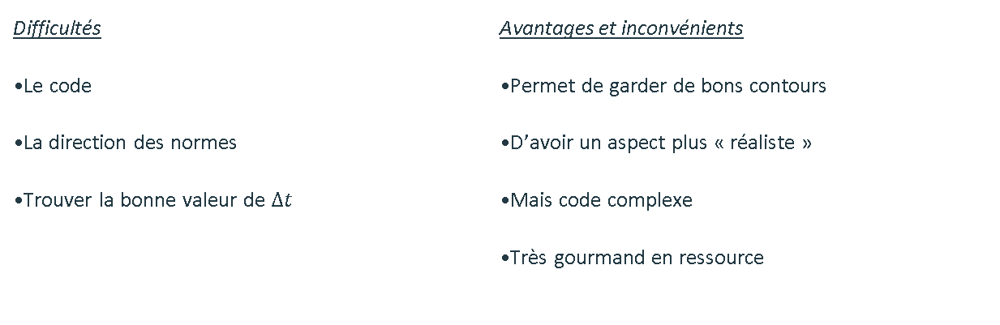 Difficultés
•Le code
•La direction des normes
•Trouver la bonne valeur de Δt
Avantages et inconvénients
•Permet de garder de bons contours
•D’avoir un aspect plus « réaliste »
•Mais code complexe
•Très gourmand en ressource